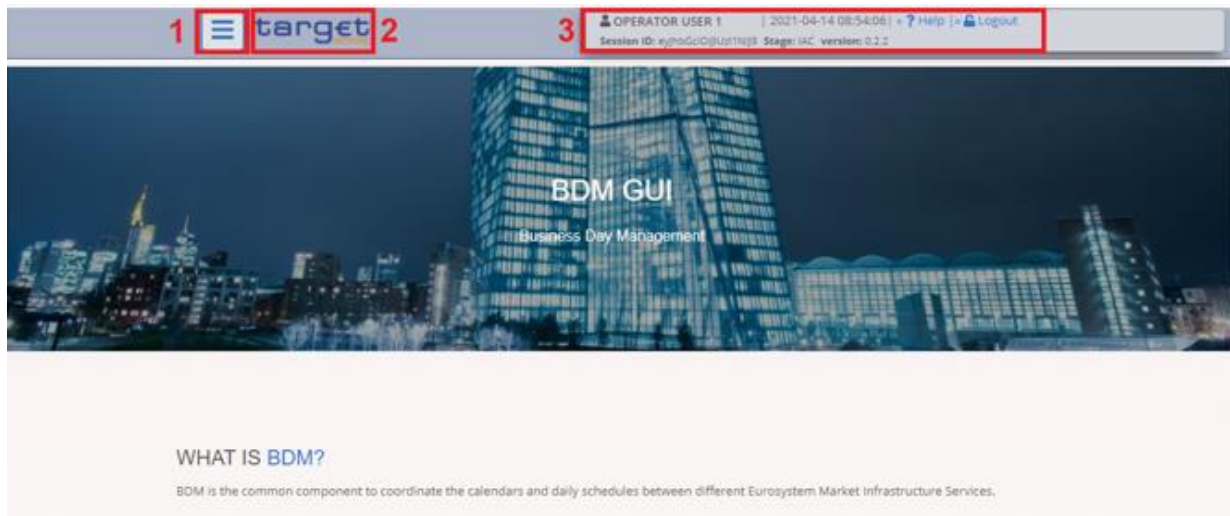 1 ☰ target 2 3 OPERATOR USER 1 | 2021-04-14 08:54:06| » ? Help |» Logout
Session ID: Stage: IAC version: 0.2.2
BDM GUI
Business Day Management
WHAT IS BDM?
BDM is the common component to coordinate the calendars and daily schedules between different Eurosystem Market Infrastructure Services.